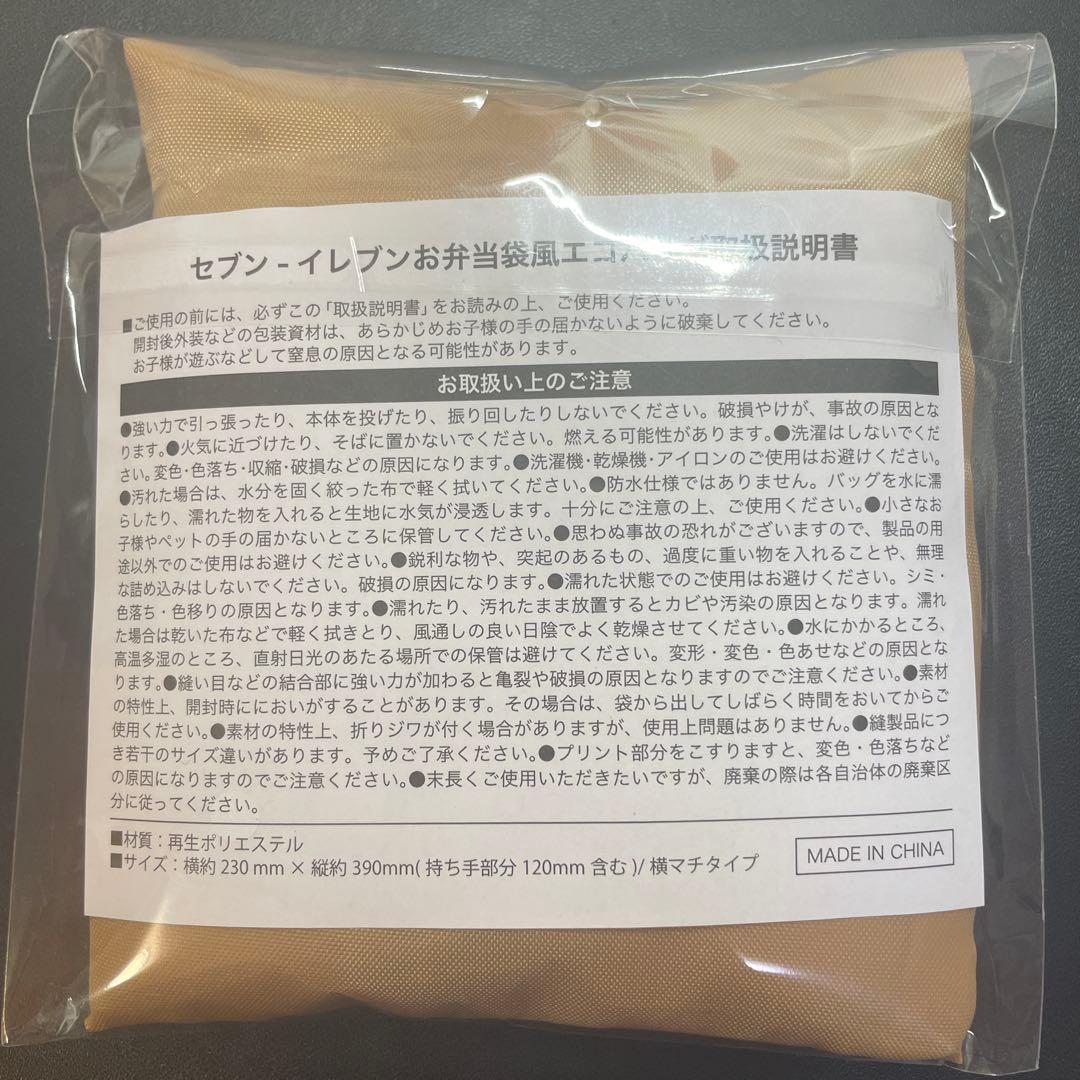 セブン-イレブンお弁当袋風エコバッグ取扱説明書
■ご使用の前には、必ずこの「取扱説明書」をお読みの上、ご使用ください。
開封後外装などの包装資材は、あらかじめお子様の手の届かないように破棄してください。
お子様が遊ぶなどして窒息の原因となる可能性があります。
お取扱い上のご注意
●強い力で引っ張ったり、本体を投げたり、振り回したりしないでください。破損やけが、事故の原因とな
ります。●火気に近づけたり、そばに置かないでください。燃える可能性があります。●洗濯はしないでくだ
さい。変色・色落ち・収縮・破損などの原因になります。●洗濯機・乾燥機・アイロンのご使用はお避けください。
●汚れた場合は、水分を固く絞った布で軽く拭いてください。●防水仕様ではありません。バッグを水に濡
らしたり、濡れた物を入れると生地に水気が浸透します。十分にご注意の上、ご使用ください。●小さなお
子様やペットの手の届かないところに保管してください。●思わぬ事故の恐れがございますので、製品の用
途以外でのご使用はお避けください。●鋭利な物や、突起のあるもの、過度に重い物を入れることや、無理
な詰め込みはしないでください。破損の原因になります。●濡れた状態でのご使用はお避けください。シミ・
色落ち・色移りの原因となります。●濡れたり、汚れたまま放置するとカビや汚染の原因となります。濡れ
た場合は乾いた布などで軽く拭きとり、風通しの良い日陰でよく乾燥させてください。●水にかかるところ、
高温多湿のところ、直射日光のあたる場所での保管は避けてください。変形・変色・色あせなどの原因とな
ります。●縫い目などの結合部に強い力が加わると亀裂や破損の原因となりますのでご注意ください。●素材
の特性上、開封時ににおいがすることがあります。その場合は、袋から出してしばらく時間をおいてからご
使用ください。●素材の特性上、折りジワが付く場合がありますが、使用上問題はありません。●縫製品につ
き若干のサイズ違いがあります。予めご了承ください。●プリント部分をこすりますと、変色・色落ちなど
の原因になりますのでご注意ください。●末長くご使用いただきたいですが、廃棄の際は各自治体の廃棄区
分に従ってください。
■材質：再生ポリエステル
■サイズ：横約 230 mm × 縦約 390mm( 持ち手部分 120mm 含む )/ 横マチタイプ
MADE IN CHINA